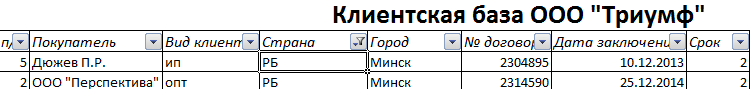 Клиентская база ООО "Триумф"
п/ Покупатель Вид клиент Страна Город № договор Дата заключени Срок
5 Дюжев П.Р. ип РБ Минск 2304895 10.12.2013 2
2 ООО "Перспектива" опт РБ Минск 2314590 25.12.2014 2